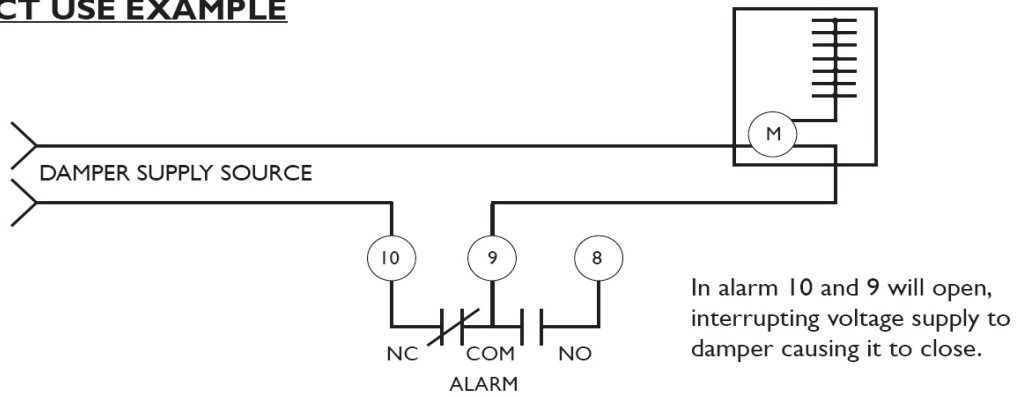 CT USE EXAMPLE
M
DAMPER SUPPLY SOURCE
10 9 8
In alarm 10 and 9 will open,
interrupting voltage supply to
damper causing it to close.
NC COM NO
ALARM